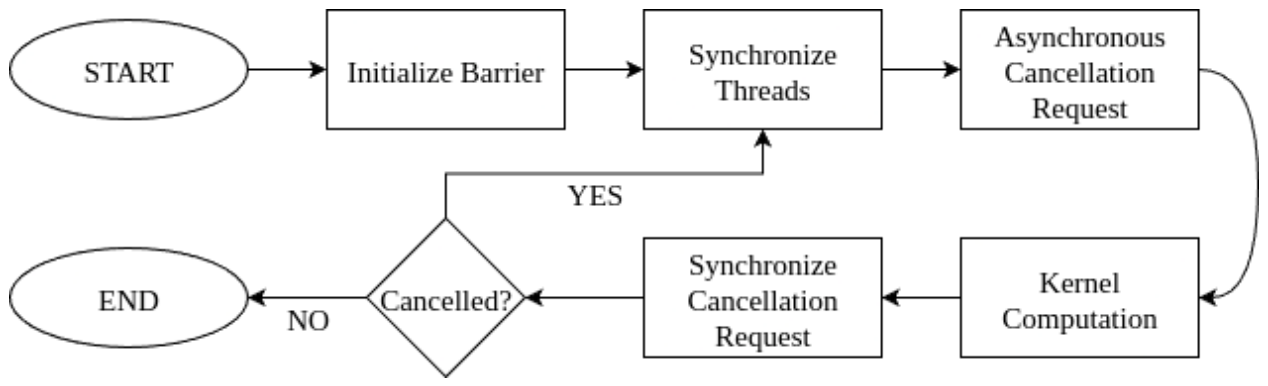 START
Initialize Barrier
Synchronize
Threads
Asynchronous
Cancellation
Request
YES
END
NO
Cancelled?
Synchronize
Cancellation
Request
Kernel
Computation